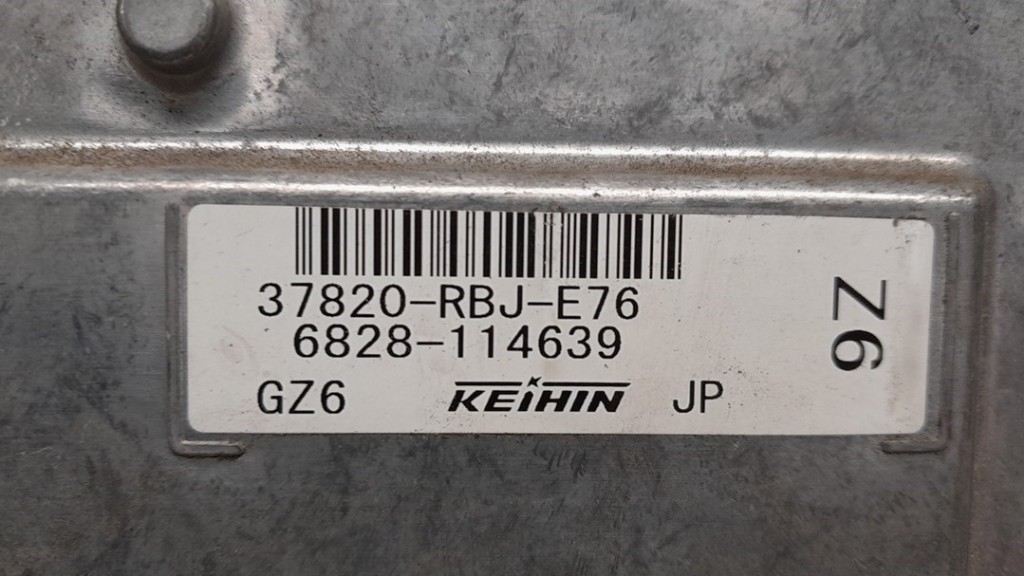 37820-RBJ-E76
6828-114639
GZ6 KEIHIN JP
Z6